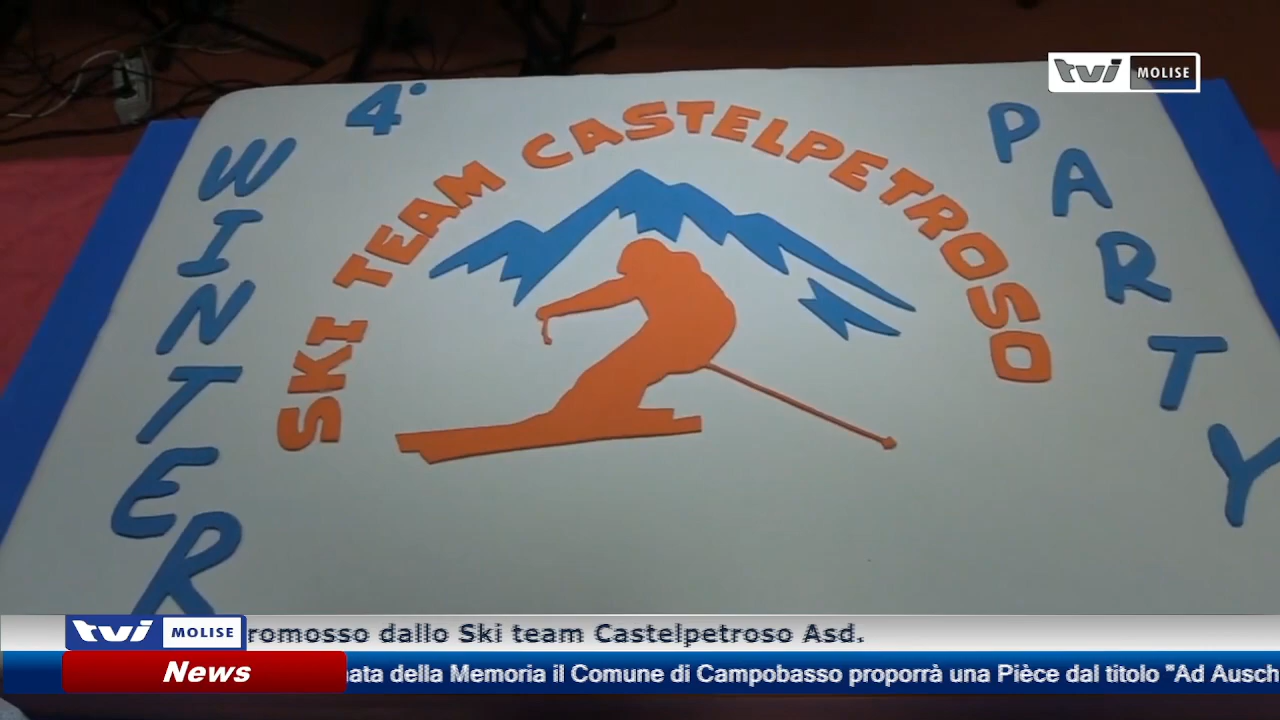 tvi MOLISE
4°
WINTER
SKI TEAM CASTELPETROSO
PARTY
tvi MOLISE
romosso dallo Ski team Castelpetroso Asd.
News
nata della Memoria il Comune di Campobasso proporrà una Pièce dal titolo "Ad Ausch